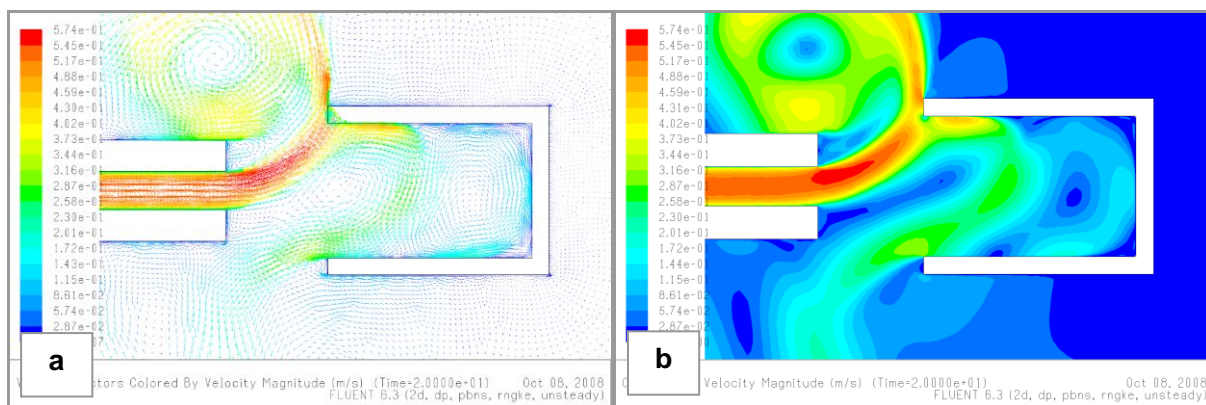 5.74e-01
5.45e-01
5.17e-01
4.88e-01
4.59e-01
4.30e-01
4.02e-01
3.73e-01
3.44e-01
3.16e-01
2.87e-01
2.58e-01
2.30e-01
2.01e-01
1.72e-01
1.43e-01
1.15e-01
8.61e-02
5.74e-02
2.87e-02
a
ctors Colored By Velocity Magnitude (m/s) (Time=2.0000e+01)
Oct 08, 2008
FLUENT 6.3 (2d, dp, pbns, rngke, unsteady)
5.74e-01
5.45e-01
5.17e-01
4.88e-01
4.59e-01
4.31e-01
4.02e-01
3.73e-01
3.44e-01
3.16e-01
2.87e-01
2.58e-01
2.30e-01
2.01e-01
1.72e-01
1.44e-01
1.15e-01
8.61e-02
5.74e-02
2.87e-02
b
Velocity Magnitude (m/s) (Time=2.0000e+01)
Oct 08, 2008
FLUENT 6.3 (2d, dp, pbns, rngke, unsteady)